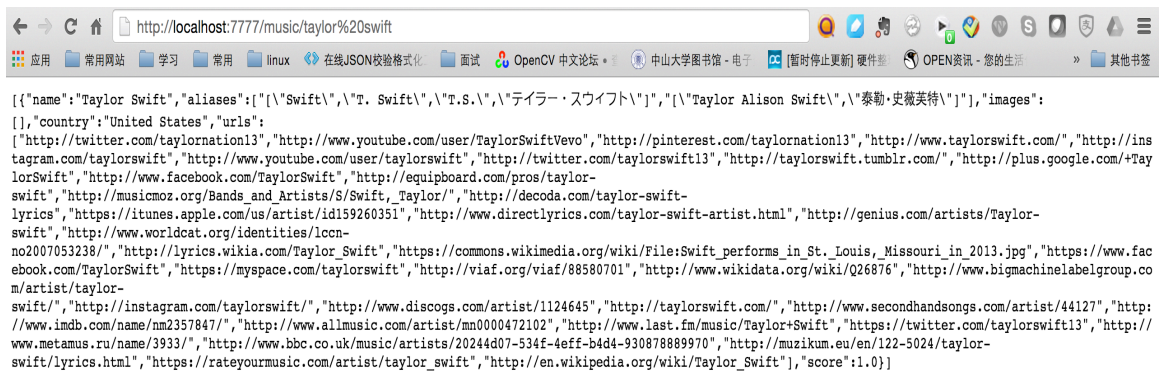 http://localhost:7777/music/taylor%20swift
应用 常用网站 学习 常用 linux 在线JSON校验格式化 面试 OpenCV 中文论坛 • 中山大学图书馆 - 电子 [暂时停止更新] 硬件 OPEN资讯 - 您的生活 » 其他书签
[{"name":"Taylor Swift","aliases":["[\"Swift\",\"T. Swift\",\"T.S.\",\"テイラー・スウィフト\"]","[\"Taylor Alison Swift\",\"泰勒·史薇芙特\"]"],"images":
[],"country":"United States","urls":
["http://twitter.com/taylornation13","http://www.youtube.com/user/TaylorSwiftVevo","http://pinterest.com/taylornation13","http://www.taylorswift.com/","http://ins
tagram.com/taylorswift","http://www.youtube.com/user/taylorswift","http://twitter.com/taylorswift13","http://taylorswift.tumblr.com/","http://plus.google.com/+Tay
lorSwift","http://www.facebook.com/TaylorSwift","http://equipboard.com/pros/taylor-
swift","http://musicmoz.org/Bands_and_Artists/S/Swift,_Taylor/","http://decoda.com/taylor-swift-
lyrics","https://itunes.apple.com/us/artist/id159260351","http://www.directlyrics.com/taylor-swift-artist.html","http://genius.com/artists/Taylor-
swift","http://www.worldcat.org/identities/lccn-
no2007053238/","http://lyrics.wikia.com/Taylor_Swift","https://commons.wikimedia.org/wiki/File:Swift_performs_in_St._Louis,_Missouri_in_2013.jpg","https://www.fac
ebook.com/TaylorSwift","https://myspace.com/taylorswift","http://viaf.org/viaf/88580701","http://www.wikidata.org/wiki/Q26876","http://www.bigmachinelabelgroup.co
m/artist/taylor-
swift/","http://instagram.com/taylorswift/","http://www.discogs.com/artist/1124645","http://taylorswift.com/","http://www.secondhandsongs.com/artist/44127","http:
//www.imdb.com/name/nm2357847/","http://www.allmusic.com/artist/mn0000472102","http://www.last.fm/music/Taylor+Swift","https://twitter.com/taylorswift13","http://
www.metamus.ru/name/3933/","http://www.bbc.co.uk/music/artists/20244d07-534f-4eff-b4d4-930878889970","http://muzikum.eu/en/122-5024/taylor-
swift/lyrics.html","https://rateyourmusic.com/artist/taylor_swift","http://en.wikipedia.org/wiki/Taylor_Swift"],"score":1.0}]